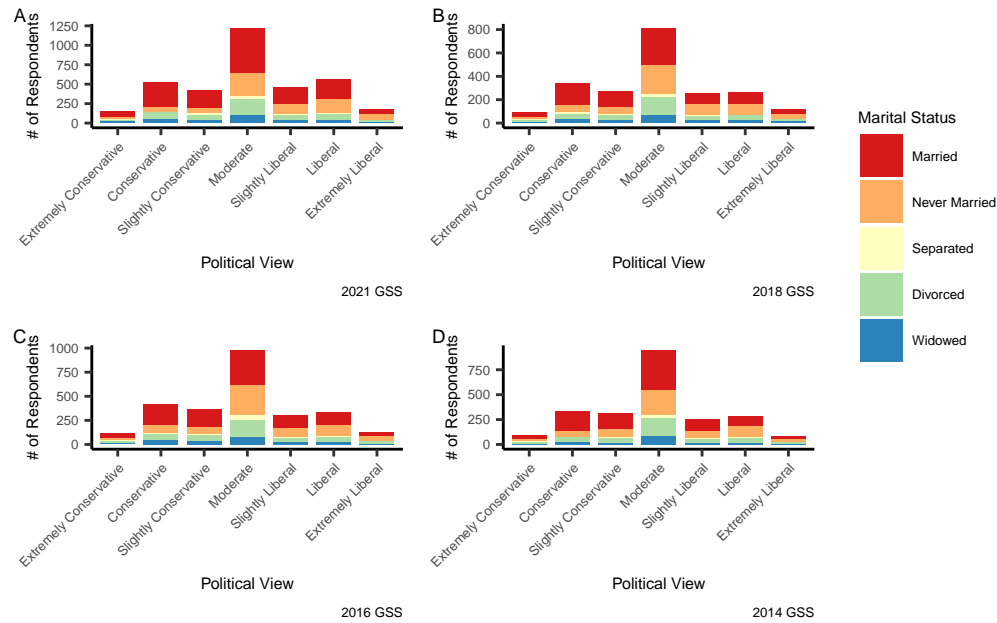 A
# of Respondents
1250
1000
750
500
250
0
Extremely Conservative
Conservative
Slightly Conservative
Moderate
Slightly Liberal
Liberal
Extremely Liberal
Political View
2021 GSS
B
# of Respondents
800
600
400
200
0
Extremely Conservative
Conservative
Slightly Conservative
Moderate
Slightly Liberal
Liberal
Extremely Liberal
Political View
2018 GSS
Marital Status
Married
Never Married
Separated
Divorced
Widowed
C
# of Respondents
1000
750
500
250
0
Extremely Conservative
Conservative
Slightly Conservative
Moderate
Slightly Liberal
Liberal
Extremely Liberal
Political View
2016 GSS
D
# of Respondents
750
500
250
0
Extremely Conservative
Conservative
Slightly Conservative
Moderate
Slightly Liberal
Liberal
Extremely Liberal
Political View
2014 GSS